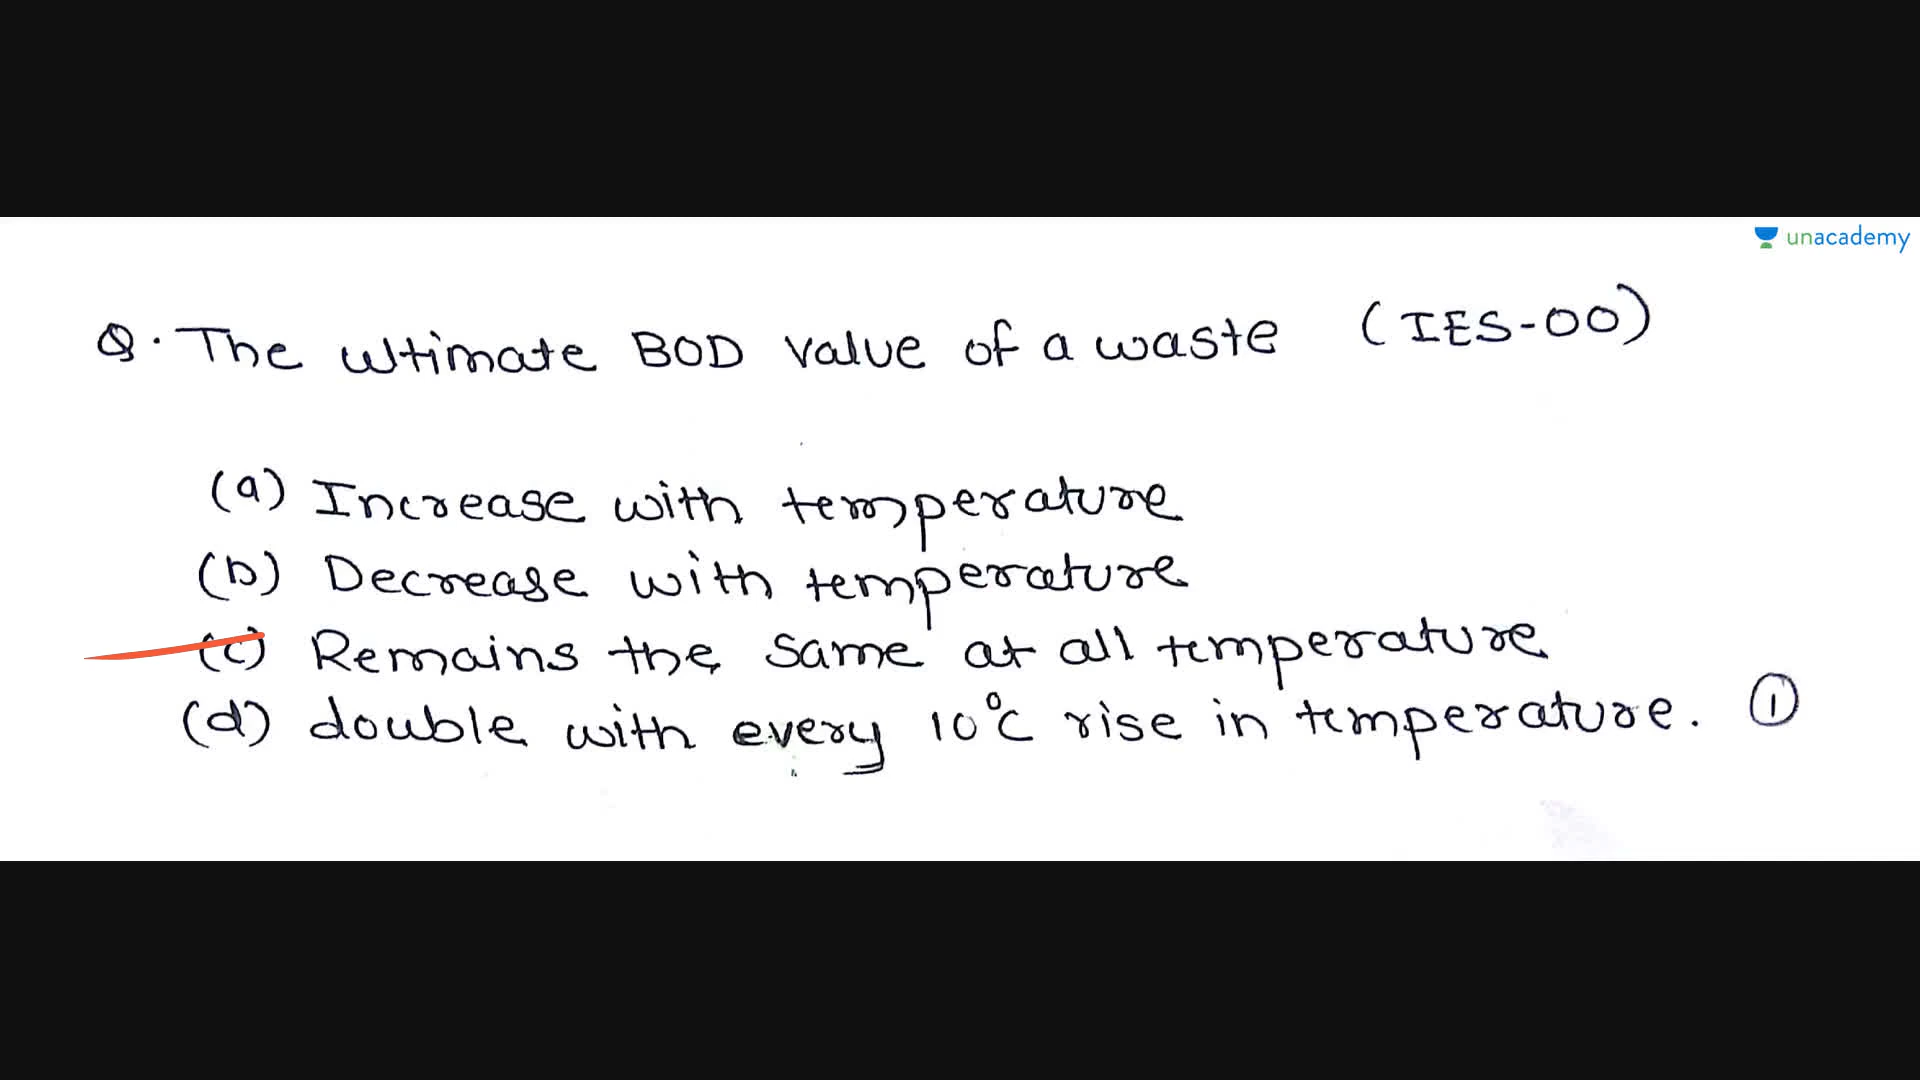 unacademy
Q. The ultimate BOD value of a waste (IES-00)
(a) Increase with temperature
(b) Decrease with temperature
(c) Remains the same at all temperature
(d) double with every 10°C rise in temperature. 1